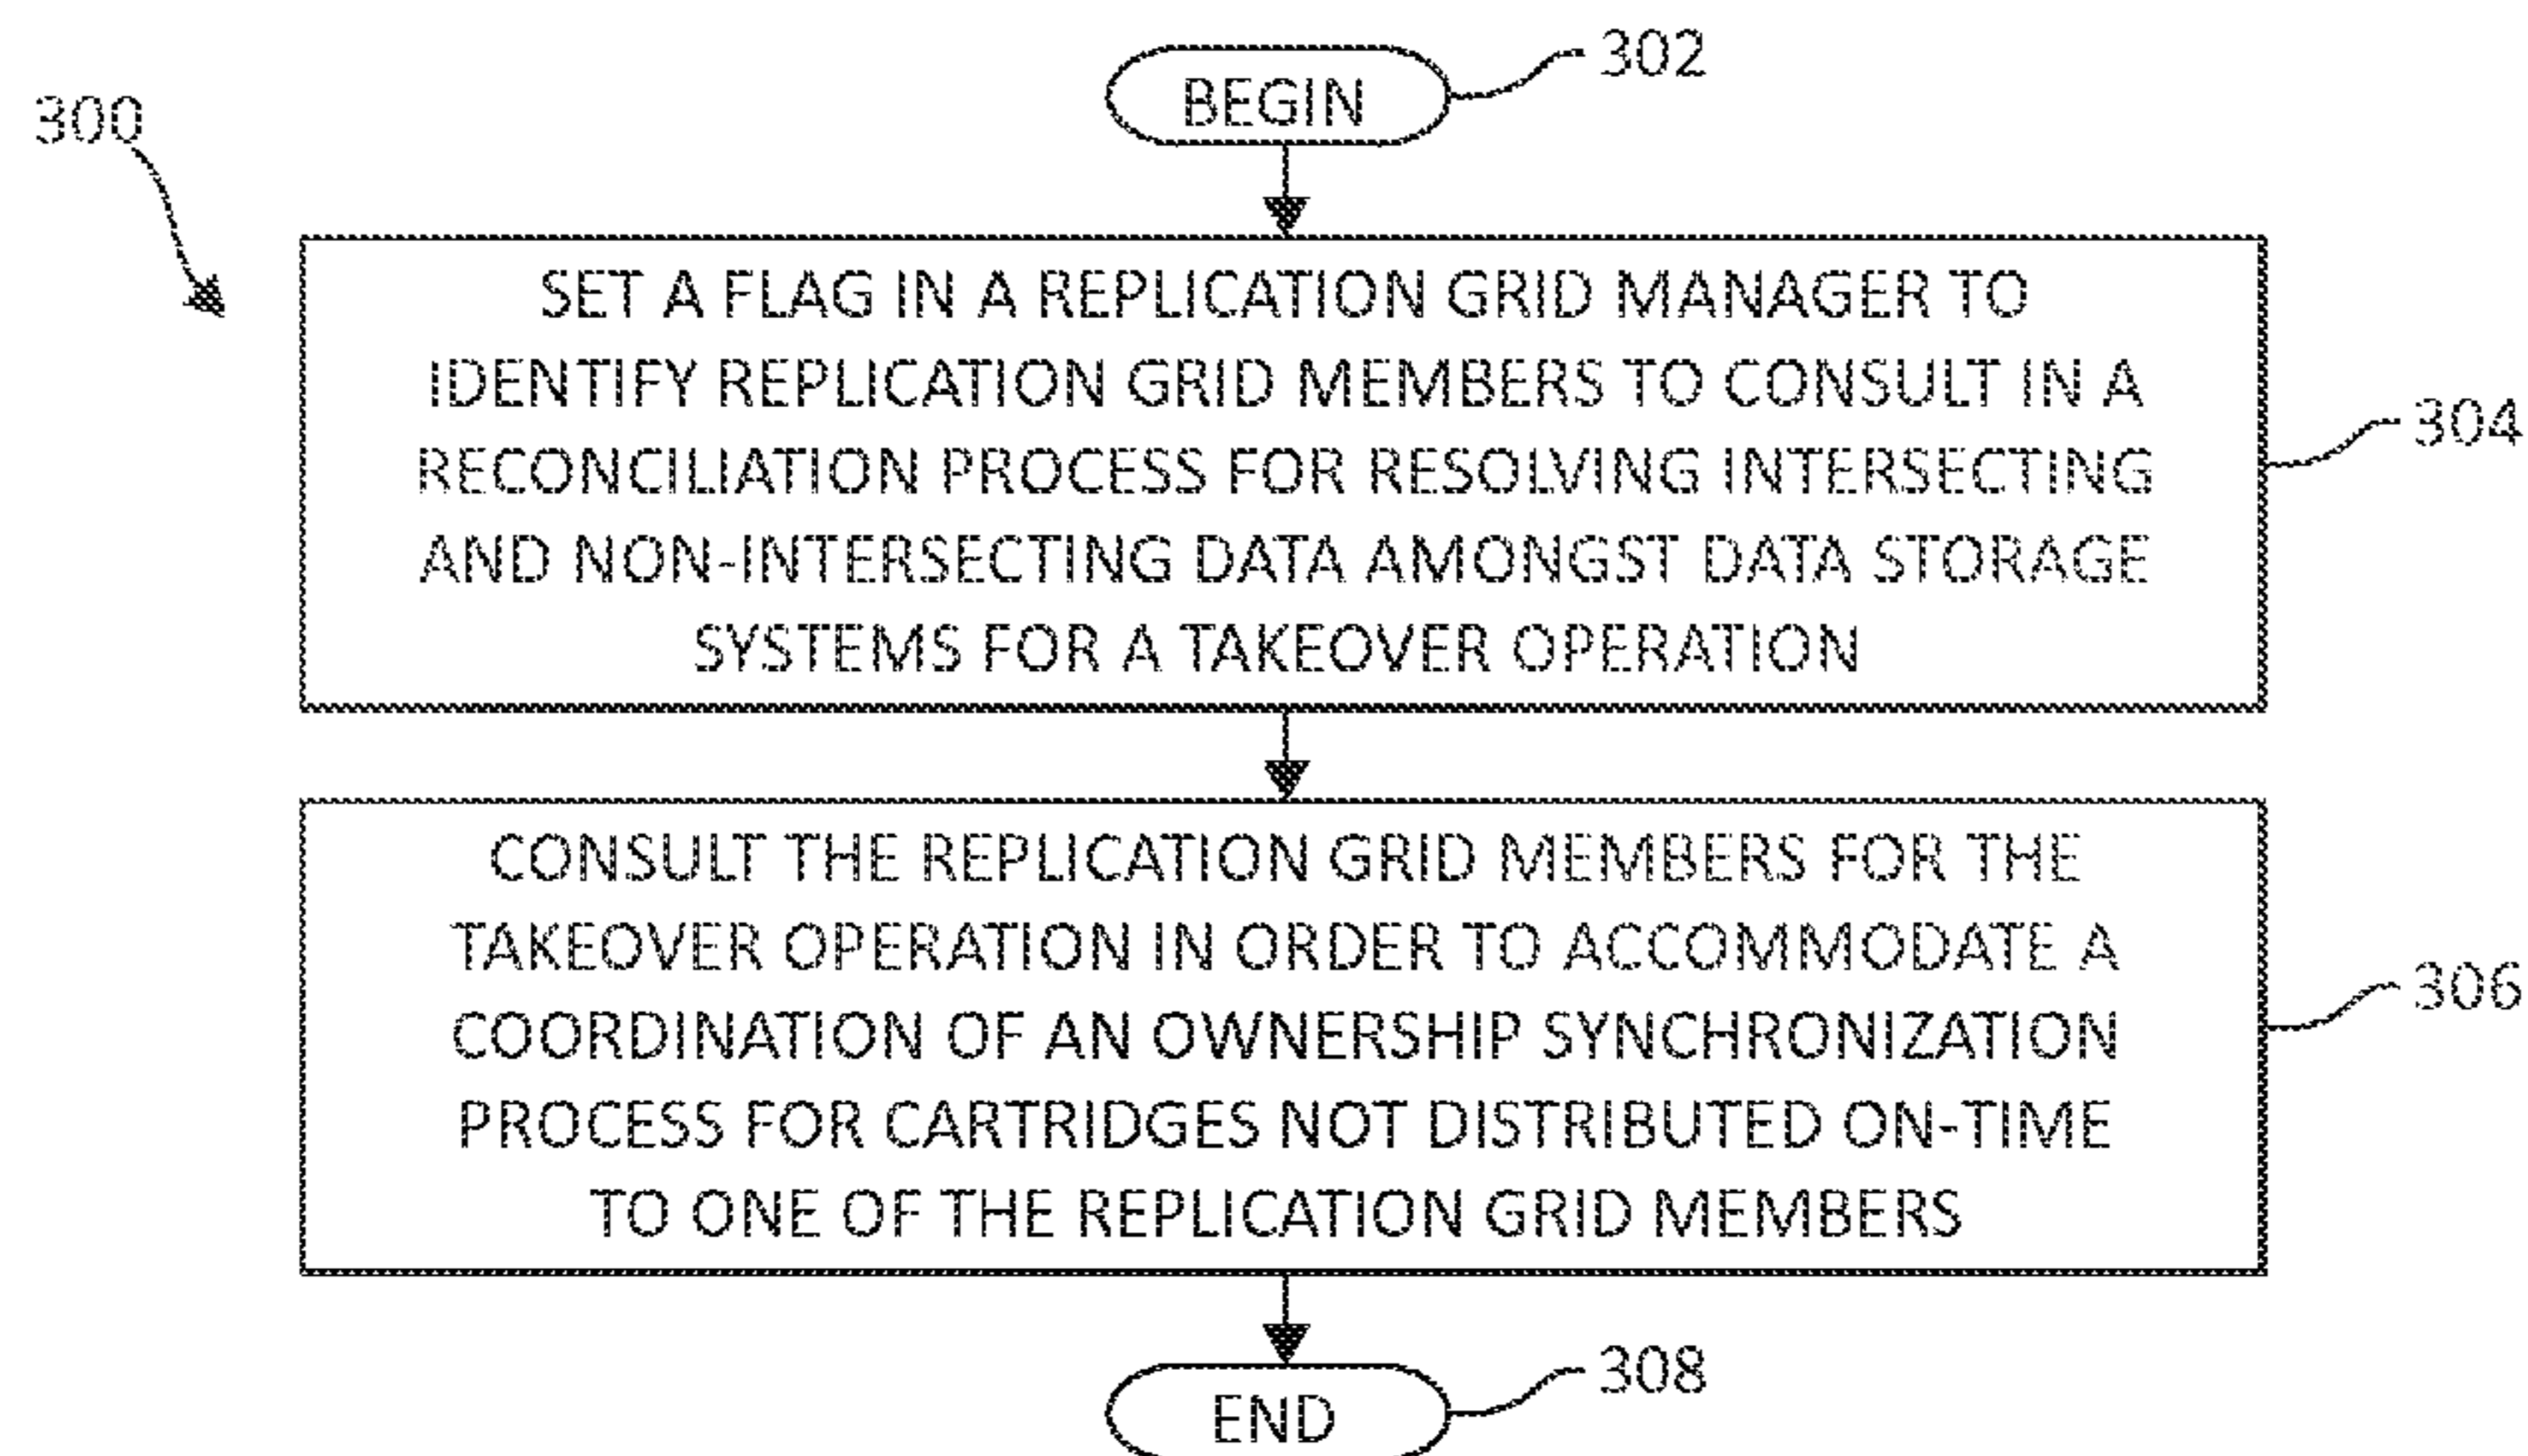 302
BEGIN
300
SET A FLAG IN A REPLICATION GRID MANAGER TO
IDENTIFY REPLICATION GRID MEMBERS TO CONSULT IN A
RECONCILIATION PROCESS FOR RESOLVING INTERSECTING
AND NON-INTERSECTING DATA AMONGST DATA STORAGE
SYSTEMS FOR A TAKEOVER OPERATION
304
CONSULT THE REPLICATION GRID MEMBERS FOR THE
TAKEOVER OPERATION IN ORDER TO ACCOMMODATE A
COORDINATION OF AN OWNERSHIP SYNCHRONIZATION
PROCESS FOR CARTRIDGES NOT DISTRIBUTED ON-TIME
TO ONE OF THE REPLICATION GRID MEMBERS
306
308
END